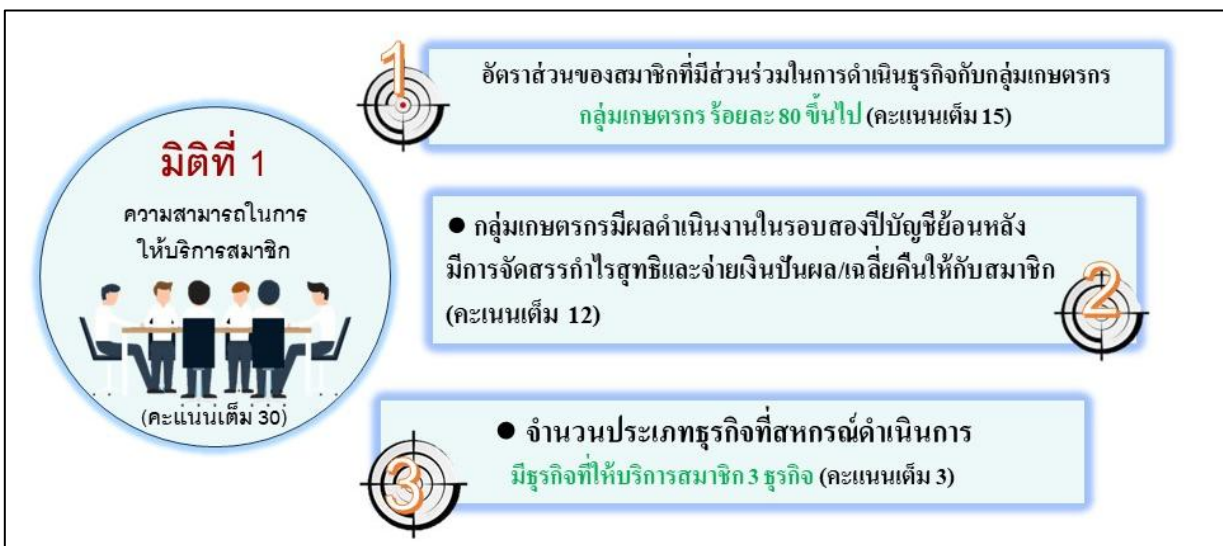 มิติที่ 1
ความสามารถในการ
ให้บริการสมาชิก
(คะแน่นเต็ม 30)
1
อัตราส่วนของสมาชิกที่มีส่วนร่วมในการดำเนินธุรกิจกับกลุ่มเกษตรกร
กลุ่มเกษตรกร ร้อยละ 80 ขึ้นไป (คะแนนเต็ม 15)
● กลุ่มเกษตรกรมีผลดำเนินงานในรอบสองปีบัญชีย้อนหลัง
มีการจัดสรรกำไรสุทธิและจ่ายเงินปันผล/เฉลี่ยคืนให้กับสมาชิก
(คะเนนเต็ม 12)
2
3
● จำนวนประเภทธุรกิจที่สหกรณ์ดำเนินการ
มีธุรกิจที่ให้บริการสมาชิก 3 ธุรกิจ (คะแนนเต็ม 3)